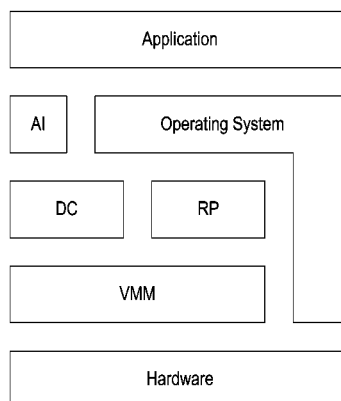 Application
AI
Operating System
DC
RP
VMM
Hardware